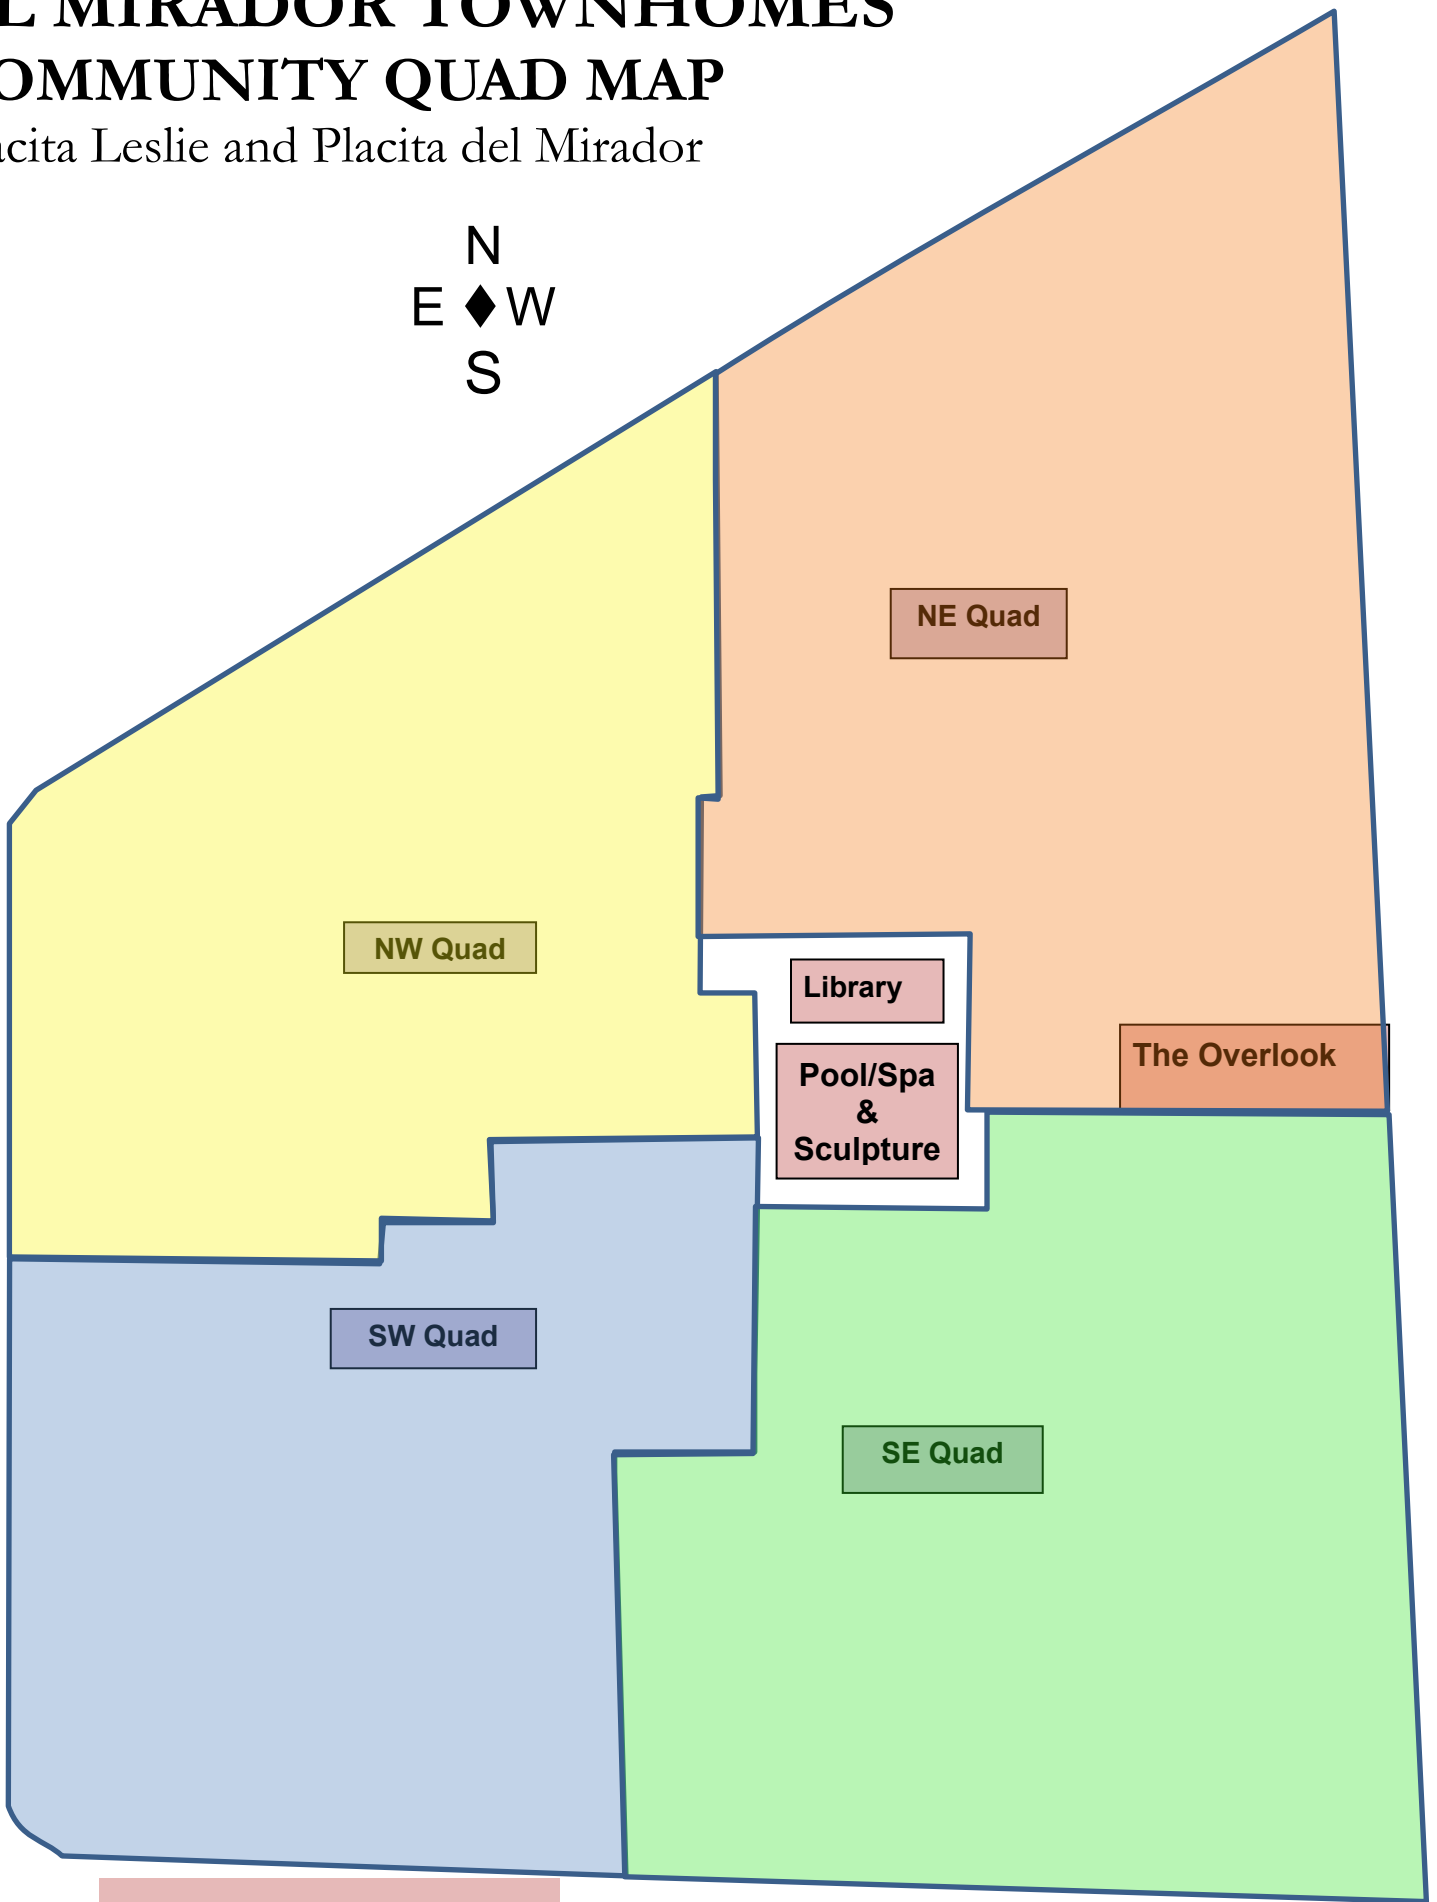 L MIRADOR TOWNHOMES
OMMUNITY QUAD MAP
acita Leslie and Placita del Mirador
N
E ♦ W
S
NE Quad
NW Quad
Library
The Overlook
Pool/Spa
&
Sculpture
SW Quad
SE Quad